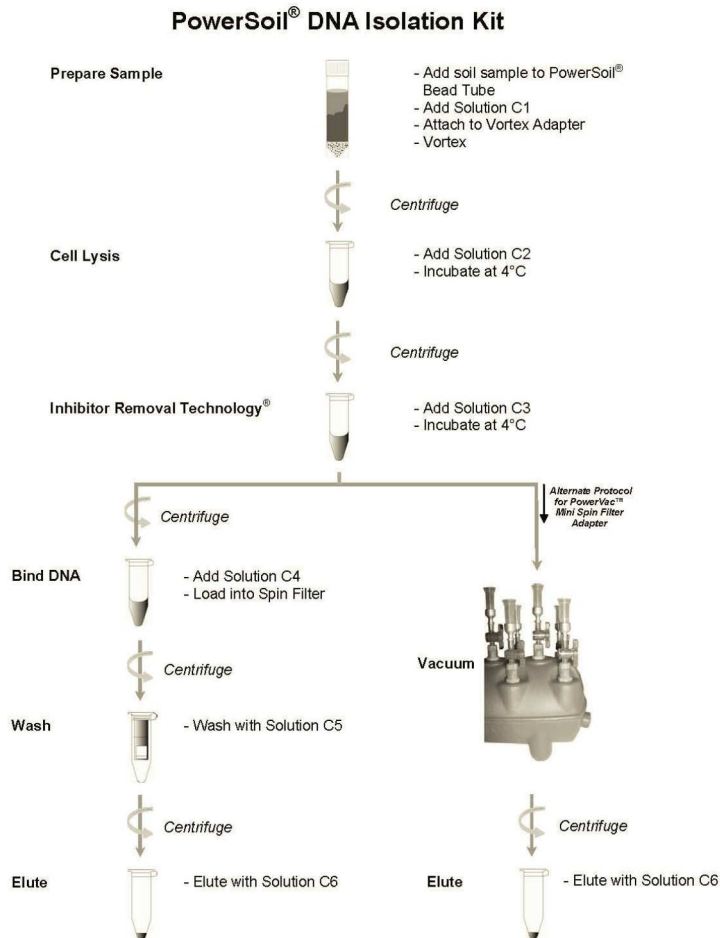 PowerSoil® DNA Isolation Kit
Prepare Sample
- Add soil sample to PowerSoil®
Bead Tube
- Add Solution C1
- Attach to Vortex Adapter
- Vortex
Centrifuge
Cell Lysis
- Add Solution C2
- Incubate at 4°C
Centrifuge
Inhibitor Removal Technology®
- Add Solution C3
- Incubate at 4°C
Alternate Protocol
for PowerVac™
Mini Spin Filter
Adapter
Centrifuge
Bind DNA
- Add Solution C4
- Load into Spin Filter
Centrifuge
Vacuum
Wash
- Wash with Solution C5
Centrifuge
Centrifuge
Elute
- Elute with Solution C6
Elute
- Elute with Solution C6